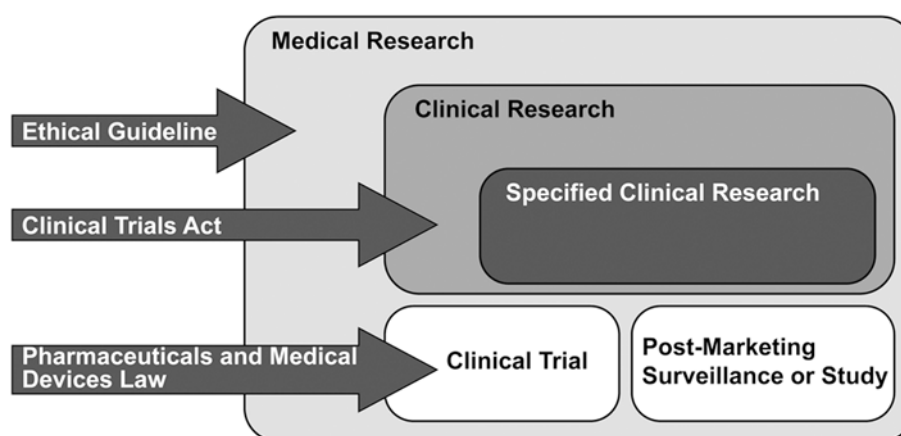 Medical Research
Clinical Research
Ethical Guideline
Specified Clinical Research
Clinical Trials Act
Pharmaceuticals and Medical
Devices Law
Clinical Trial
Post-Marketing
Surveillance or Study